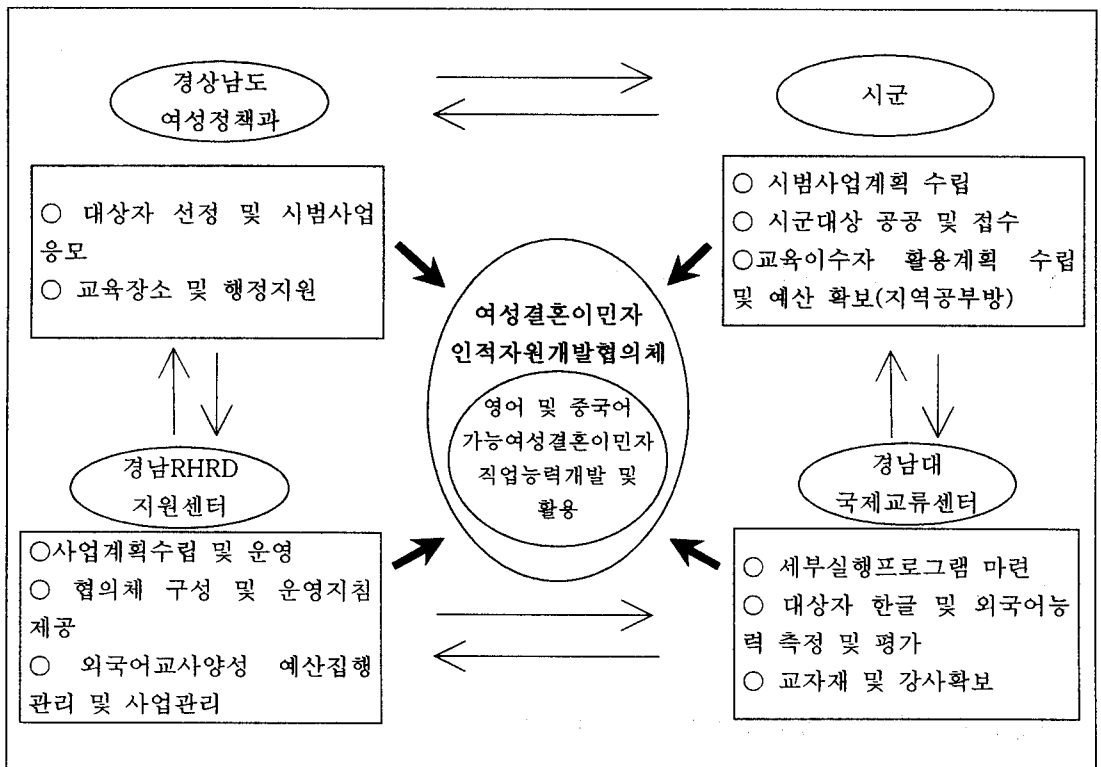 경상남도
여성정책과
시군
○ 대상자 선정 및 시범사업
응모
○ 교육장소 및 행정지원
○ 시범사업계획 수립
○ 시군대상 공공 및 접수
○교육이수자 활용계획 수립
및 예산 확보(지역공부방)
여성결혼이민자
인적자원개발협의체
영어 및 중국어
가능여성결혼이민자
직업능력개발 및
활용
경남RHRD
지원센터
경남대
국제교류센터
○사업계획수립 및 운영
○ 협의체 구성 및 운영지침
제공
○ 외국어교사양성 예산집행
관리 및 사업관리
○ 세부실행프로그램 마련
○ 대상자 한글 및 외국어능
력 측정 및 평가
○ 교자재 및 강사확보